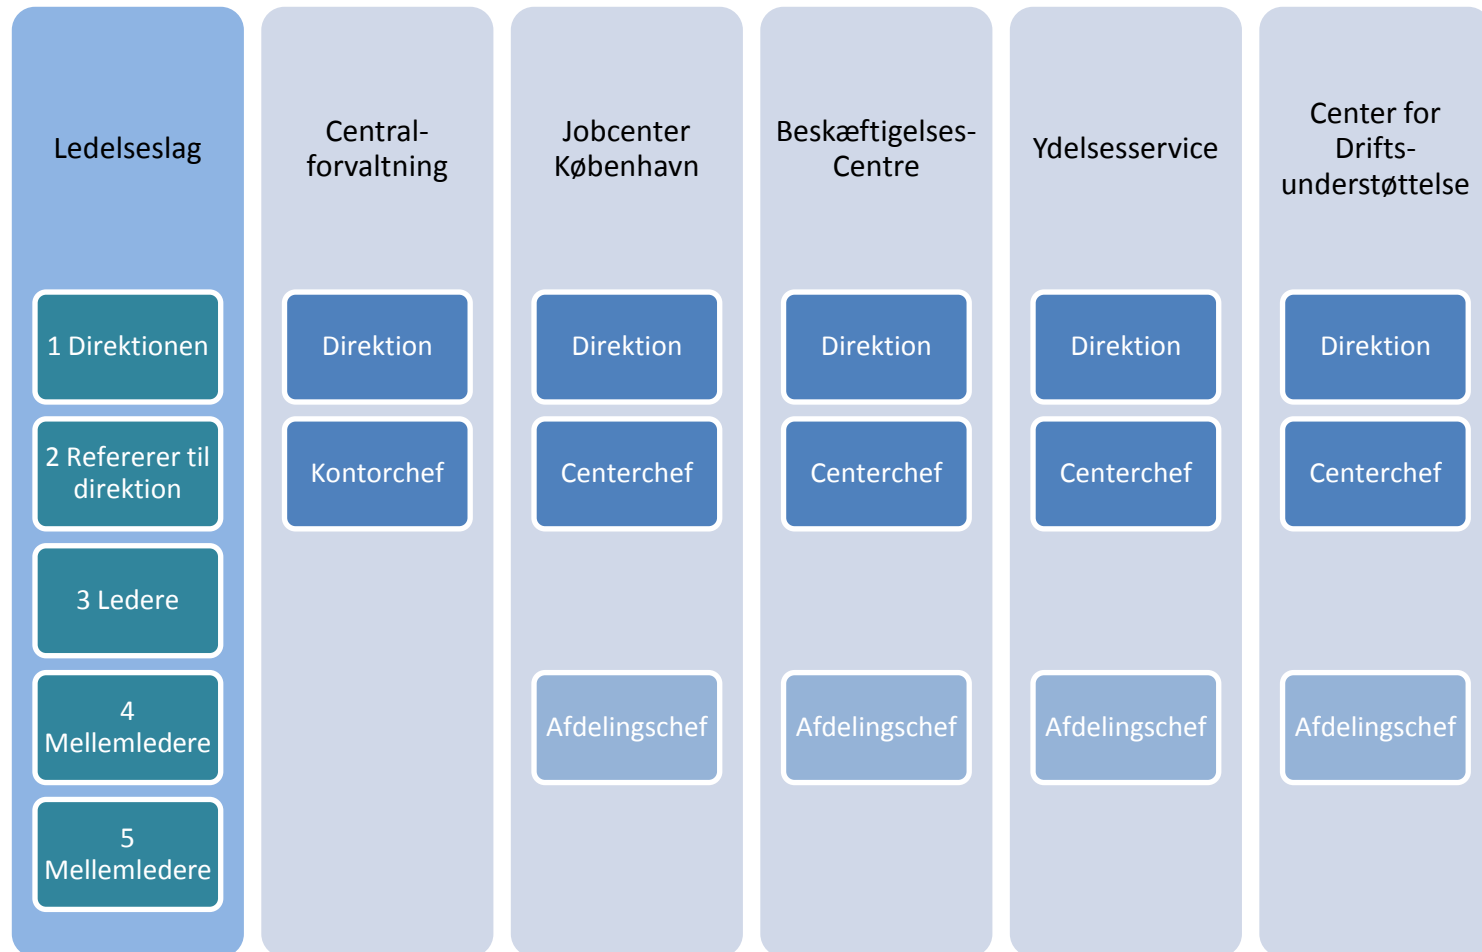 Ledelseslag
Central-
forvaltning
Jobcenter
København
Beskæftigelses-
Centre
Ydelsesservice
Center for
Drifts-
understøttelse
1 Direktionen
Direktion
Direktion
Direktion
Direktion
Direktion
2 Refererer til
direktion
Kontorchef
Centerchef
Centerchef
Centerchef
Centerchef
3 Ledere
4
Mellemledere
Afdelingschef
Afdelingschef
Afdelingschef
Afdelingschef
5
Mellemledere